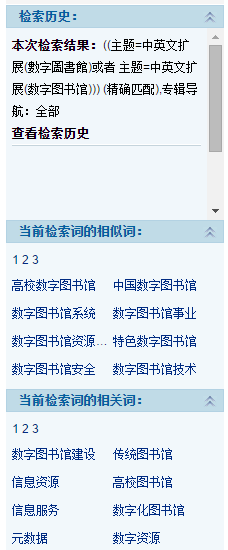 检索历史：
本次检索结果：((主题=中英文扩
展(數字圖書館)或者 主题=中英文扩
展(数字图书馆))) (精确匹配),专辑导
航：全部
查看检索历史
当前检索词的相似词：
1 2 3
高校数字图书馆 中国数字图书馆
数字图书馆系统 数字图书馆事业
数字图书馆资源... 特色数字图书馆
数字图书馆安全 数字图书馆技术
当前检索词的相关词：
1 2 3
数字图书馆建设 传统图书馆
信息资源 高校图书馆
信息服务 数字化图书馆
元数据 数字资源